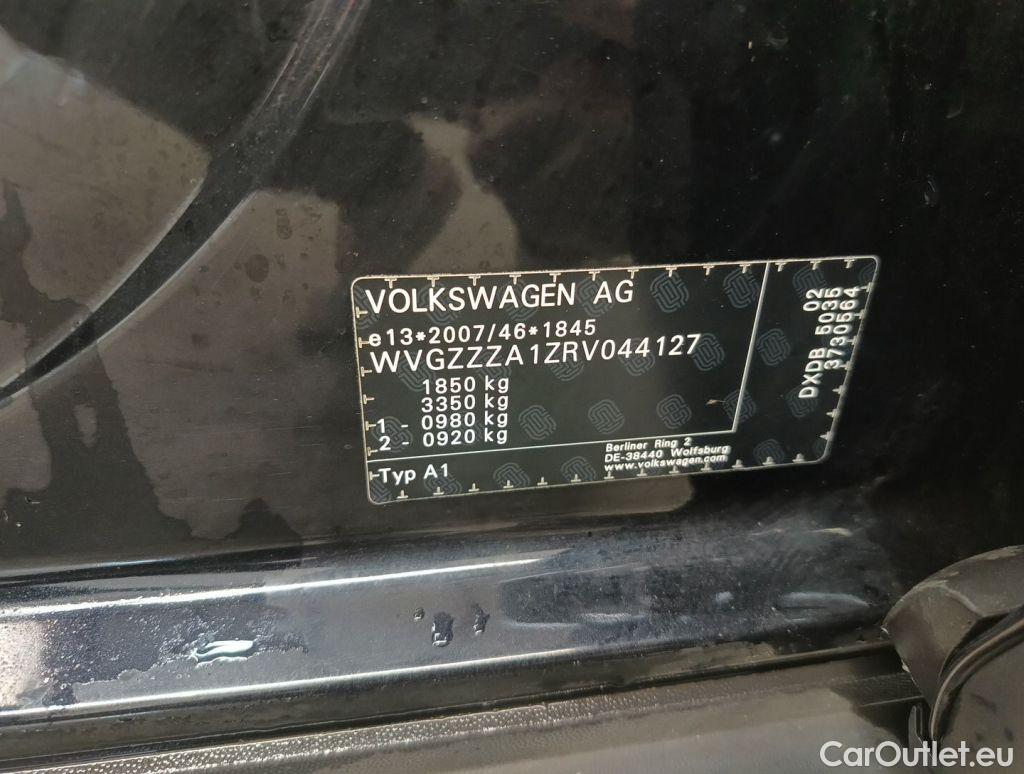 VOLKSWAGEN AG
e13*2007/46*1845
WVGZZZA1ZRV044127
1850 kg
3350 kg
1 - 0980 kg
2 - 0920 kg
Typ A1
Berliner Ring 2
DE-38440 Wolfsburg
www.volkswagen.com
02
DXDB 5035
3730564
CarOutlet.eu